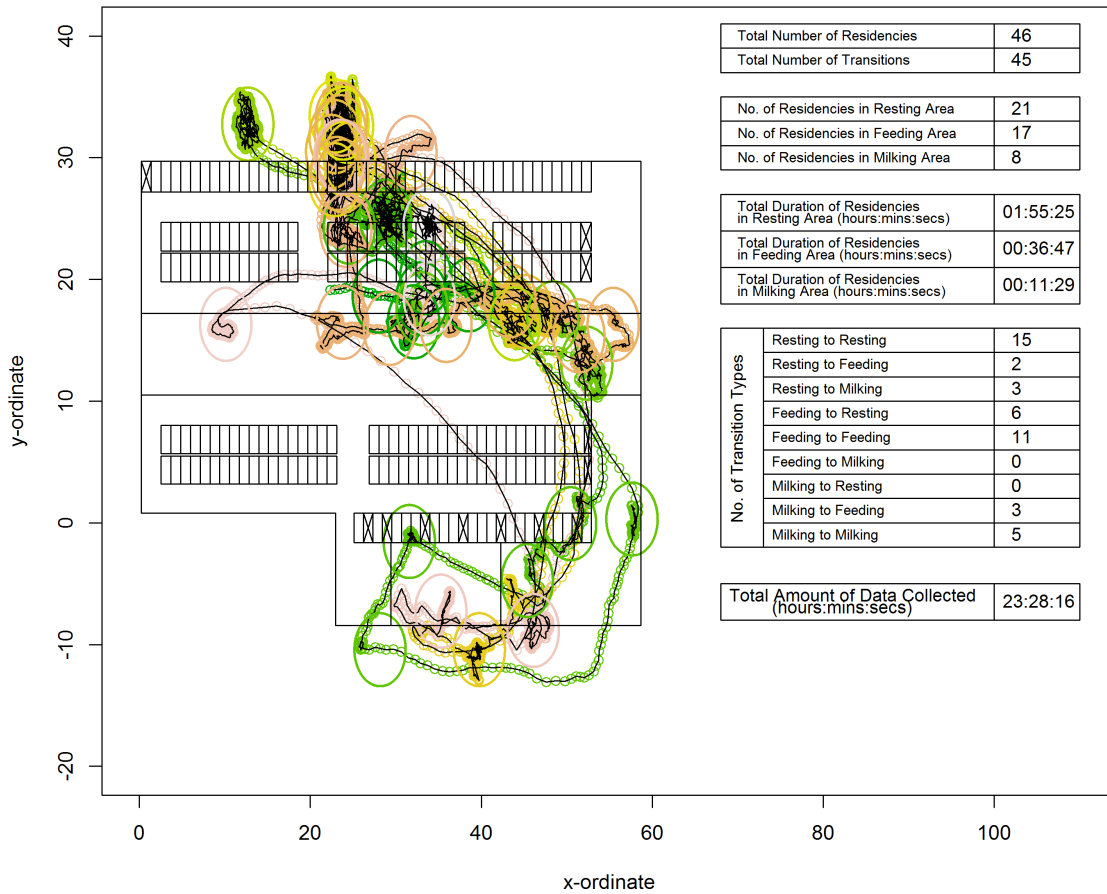 Total Number of Residencies 46
Total Number of Transitions 45
No. of Residencies in Resting Area 21
No. of Residencies in Feeding Area 17
No. of Residencies in Milking Area 8
Total Duration of Residencies
in Resting Area (hours:mins:secs) 01:55:25
Total Duration of Residencies
in Feeding Area (hours:mins:secs) 00:36:47
Total Duration of Residencies
in Milking Area (hours:mins:secs) 00:11:29
No. of Transition Types
Resting to Resting 15
Resting to Feeding 2
Resting to Milking 3
Feeding to Resting 6
Feeding to Feeding 11
Feeding to Milking 0
Milking to Resting 0
Milking to Feeding 3
Milking to Milking 5
Total Amount of Data Collected
(hours:mins:secs) 23:28:16
y-ordinate
40
30
20
10
0
-10
-20
0 20 40 60 80 100
x-ordinate